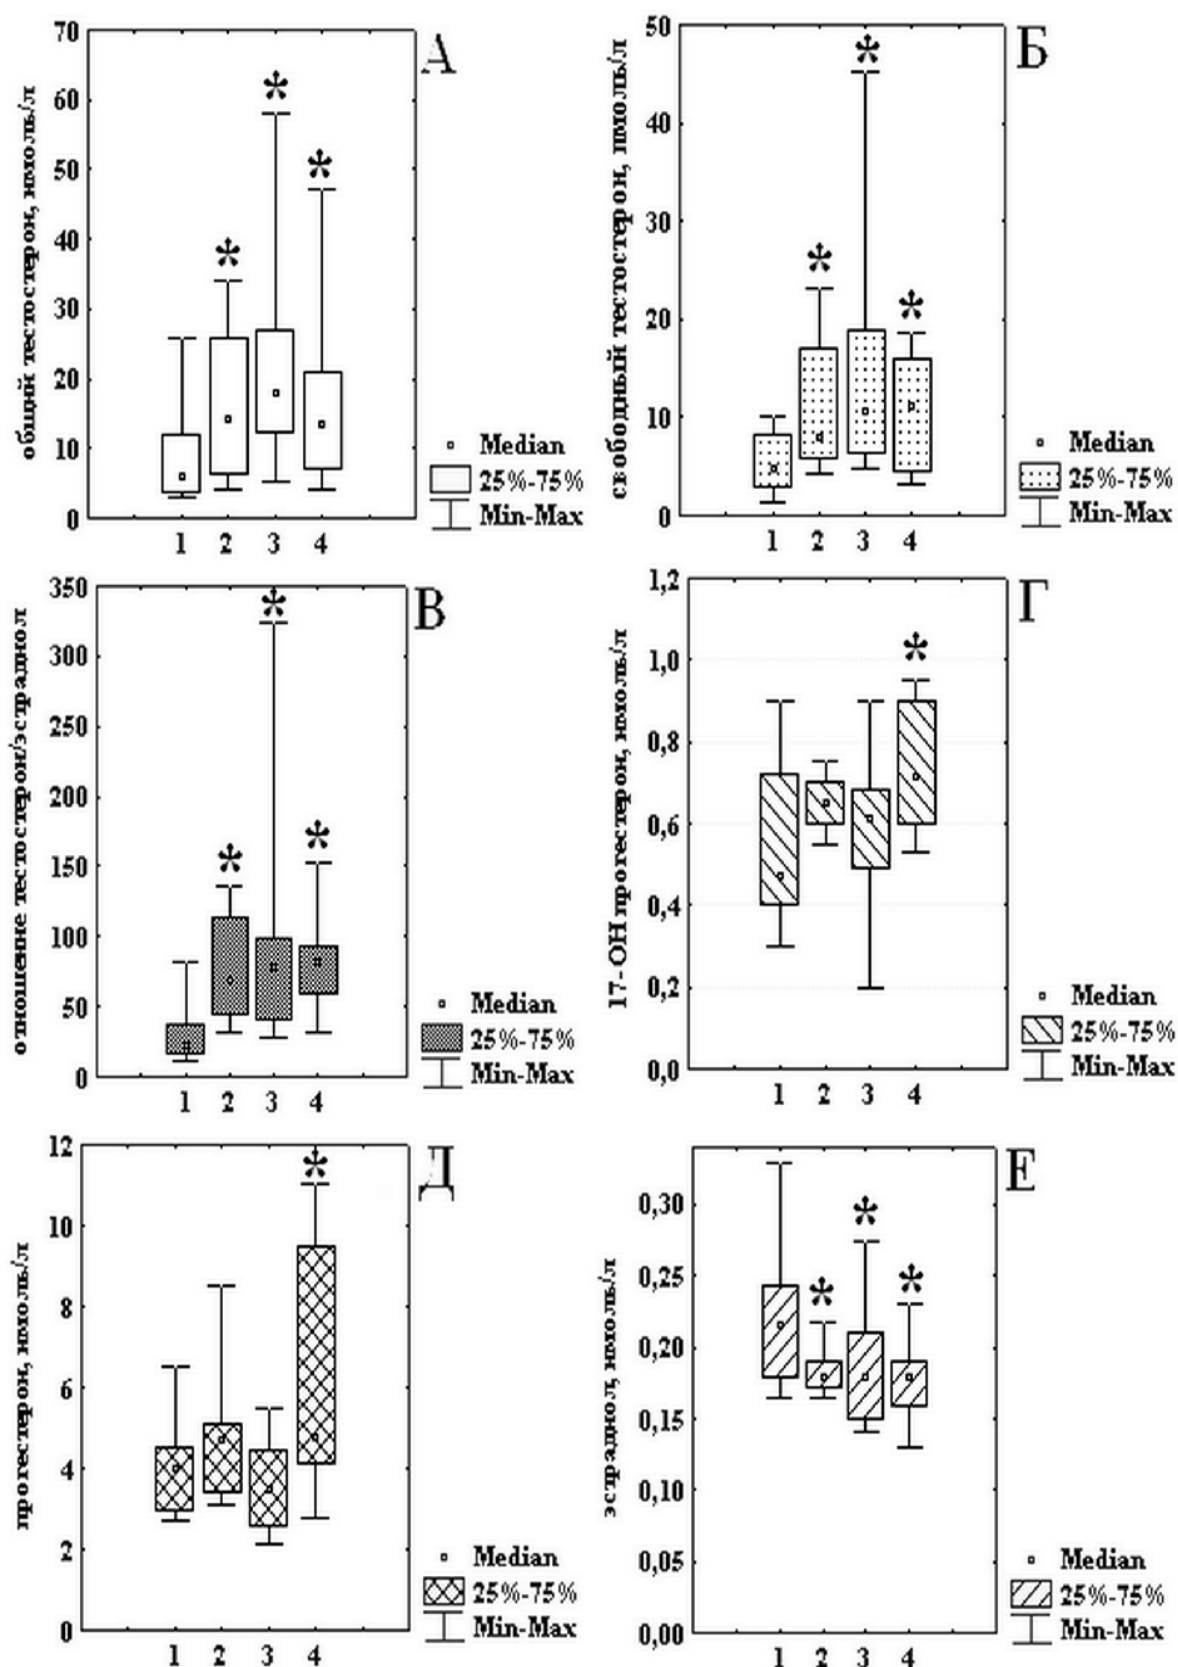 А
общий тестостерон, нмоль/л
70
60
50
40
30
20
10
0
1 2 3 4
Median
25%-75%
Min-Max
Б
свободный тестостерон, пмоль/л
50
40
30
20
10
0
1 2 3 4
Median
25%-75%
Min-Max
В
отношение тестостерон/эстрадиол
350
300
250
200
150
100
50
0
1 2 3 4
Median
25%-75%
Min-Max
Г
17-ОН прогестерон, нмоль/л
1,2
1,0
0,8
0,6
0,4
0,2
0,0
1 2 3 4
Median
25%-75%
Min-Max
Д
прогестерон, нмоль/л
12
10
8
6
4
2
0
1 2 3 4
Median
25%-75%
Min-Max
Е
эстрадиол, нмоль/л
0,30
0,25
0,20
0,15
0,10
0,05
0,00
1 2 3 4
Median
25%-75%
Min-Max